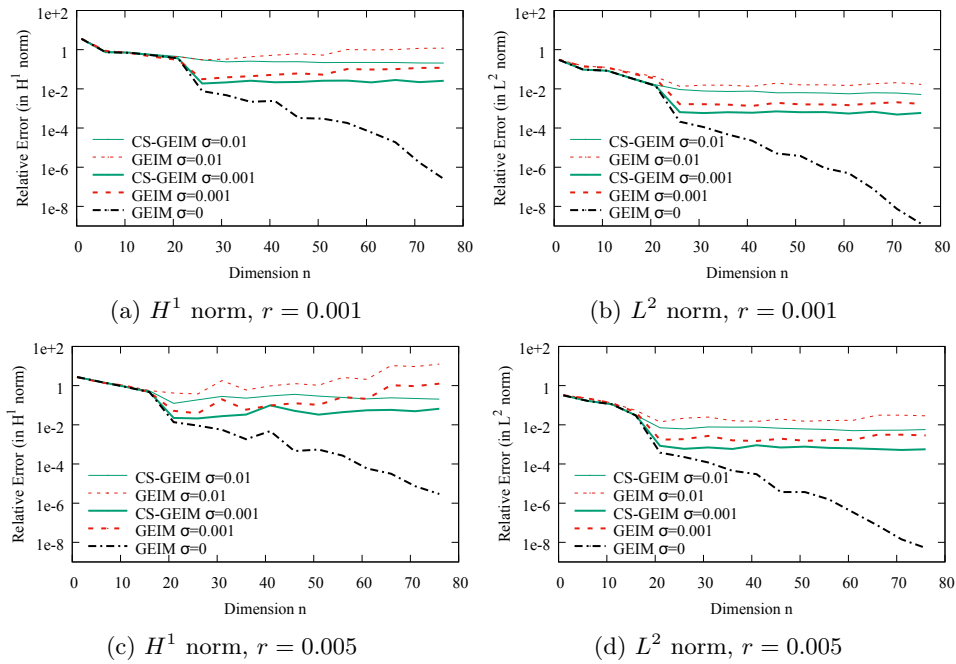 1e+2
1
1e-2
1e-4
1e-6
1e-8
Relative Error (in H¹ norm)
CS-GEIM σ=0.01
GEIM σ=0.01
CS-GEIM σ=0.001
GEIM σ=0.001
GEIM σ=0
0 10 20 30 40 50 60 70 80
Dimension n
(a) H¹ norm, r = 0.001
1e+2
1
1e-2
1e-4
1e-6
1e-8
Relative Error (in L² norm)
CS-GEIM σ=0.01
GEIM σ=0.01
CS-GEIM σ=0.001
GEIM σ=0.001
GEIM σ=0
0 10 20 30 40 50 60 70 80
Dimension n
(b) L² norm, r = 0.001
1e+2
1
1e-2
1e-4
1e-6
1e-8
Relative Error (in H¹ norm)
CS-GEIM σ=0.01
GEIM σ=0.01
CS-GEIM σ=0.001
GEIM σ=0.001
GEIM σ=0
0 10 20 30 40 50 60 70 80
Dimension n
(c) H¹ norm, r = 0.005
1e+2
1
1e-2
1e-4
1e-6
1e-8
Relative Error (in L² norm)
CS-GEIM σ=0.01
GEIM σ=0.01
CS-GEIM σ=0.001
GEIM σ=0.001
GEIM σ=0
0 10 20 30 40 50 60 70 80
Dimension n
(d) L² norm, r = 0.005